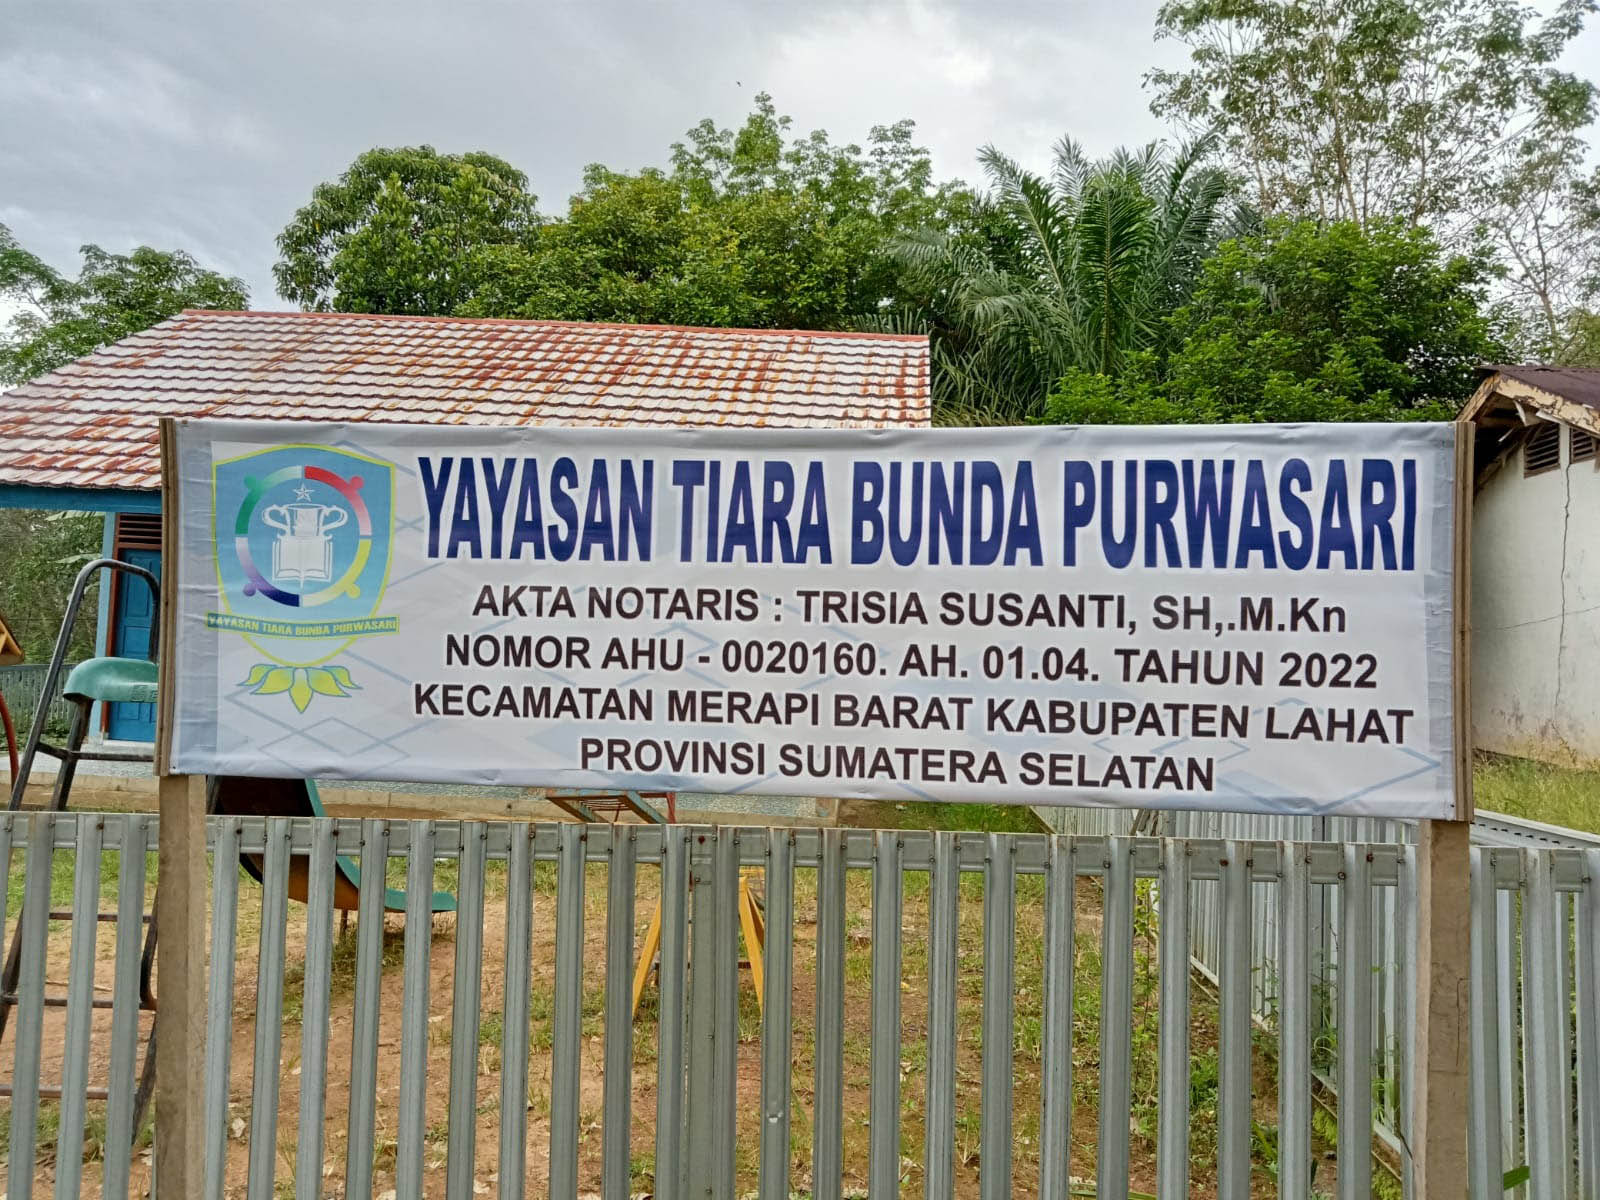 YAYASAN TIARA BUNDA PURWASARI
AKTA NOTARIS : TRISIA SUSANTI, SH,.M.Kn
NOMOR AHU - 0020160. AH. 01.04. TAHUN 2022
KECAMATAN MERAPI BARAT KABUPATEN LAHAT
PROVINSI SUMATERA SELATAN
YAYASAN TIARA BUNDA PURWASARI